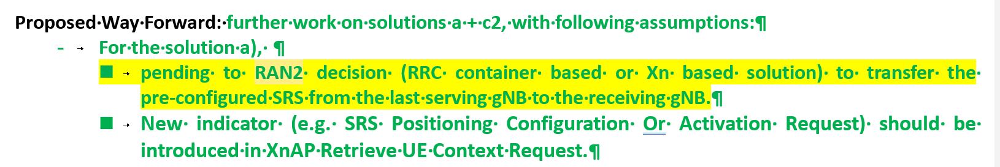 Proposed Way Forward: further work on solutions a + c2, with following assumptions:¶
- → For the solution a), ¶
■ → pending to RAN2 decision (RRC container based or Xn based solution) to transfer the
pre-configured SRS from the last serving gNB to the receiving gNB.¶
■ → New indicator (e.g. SRS Positioning Configuration Or Activation Request) should be
introduced in XnAP Retrieve UE Context Request.¶